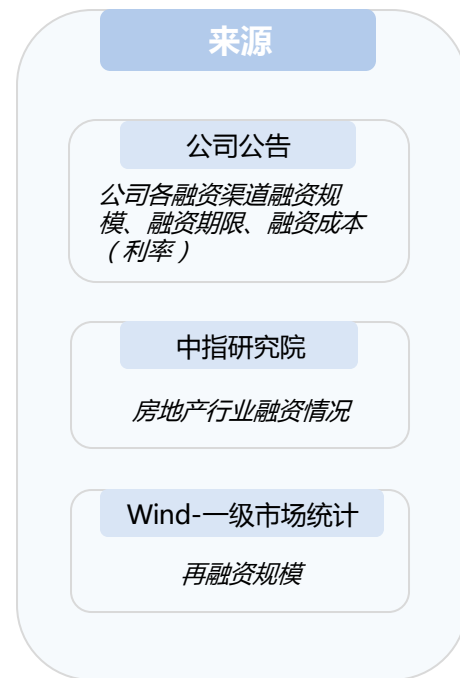 来源
公司公告
公司各融资渠道融资规
模、融资期限、融资成本
（利率）
中指研究院
房地产行业融资情况
Wind-一级市场统计
再融资规模